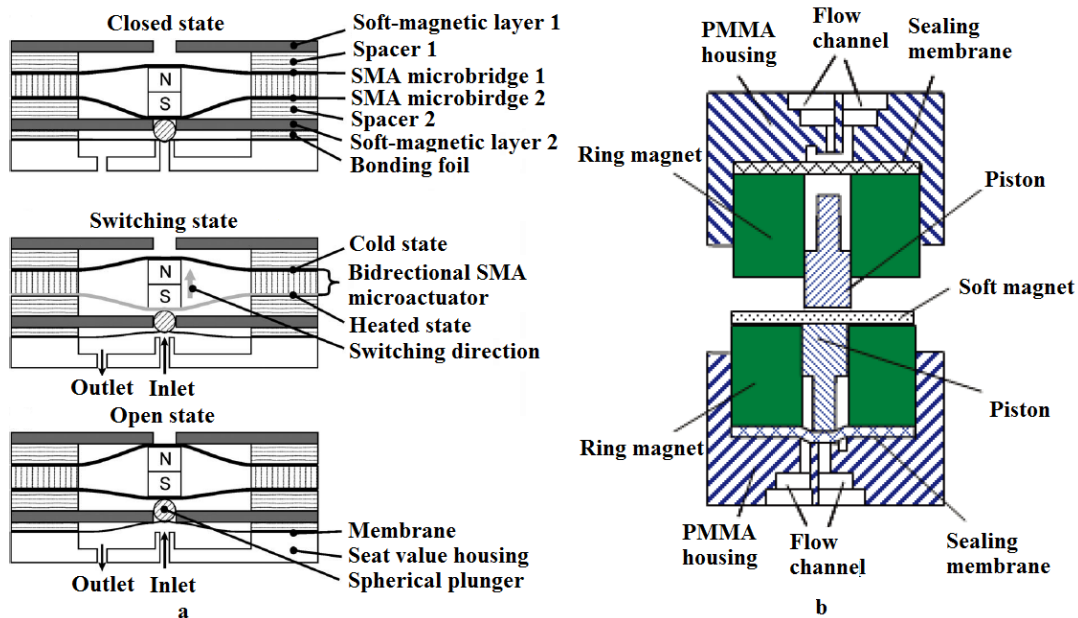 Closed state
Soft-magnetic layer 1
Spacer 1
SMA microbridge 1
SMA microbirdge 2
Spacer 2
Soft-magnetic layer 2
Bonding foil
N
S
Switching state
Cold state
Bidrectional SMA
microactuator
Heated state
Switching direction
N
S
Outlet
Inlet
Open state
N
S
Membrane
Seat value housing
Spherical plunger
Outlet
Inlet
a
PMMA
housing
Flow
channel
Sealing
membrane
Ring magnet
Piston
Soft magnet
Piston
Ring magnet
PMMA
housing
Flow
channel
Sealing
membrane
b